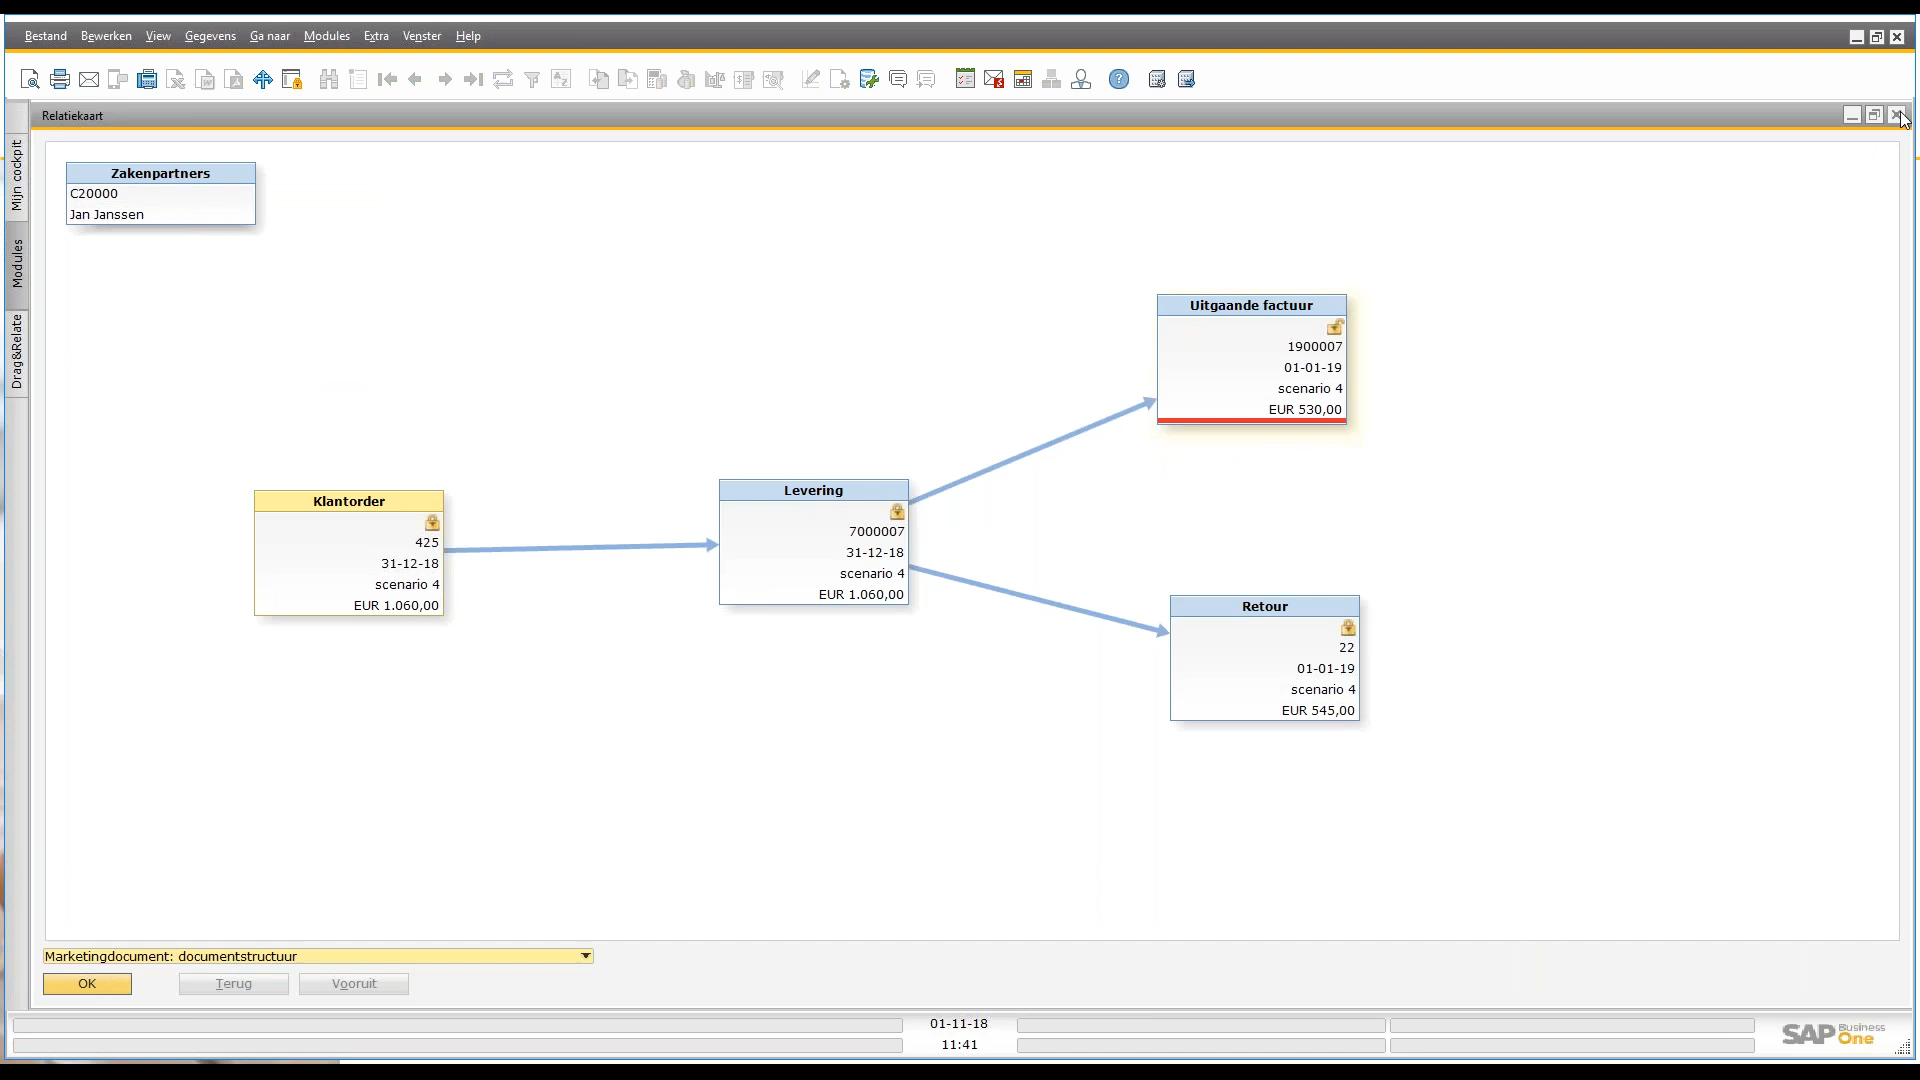 Bestand Bewerken View Gegevens Ga naar Modules Extra Venster Help
Relatiekaart
Mijn cockpit
Modules
Drag&Relate
Zakenpartners
C20000
Jan Janssen
Uitgaande factuur
1900007
01-01-19
scenario 4
EUR 530,00
Klantorder
425
31-12-18
scenario 4
EUR 1.060,00
Levering
7000007
31-12-18
scenario 4
EUR 1.060,00
Retour
22
01-01-19
scenario 4
EUR 545,00
Marketingdocument: documentstructuur
OK Terug Vooruit
01-11-18
11:41
SAP Business One